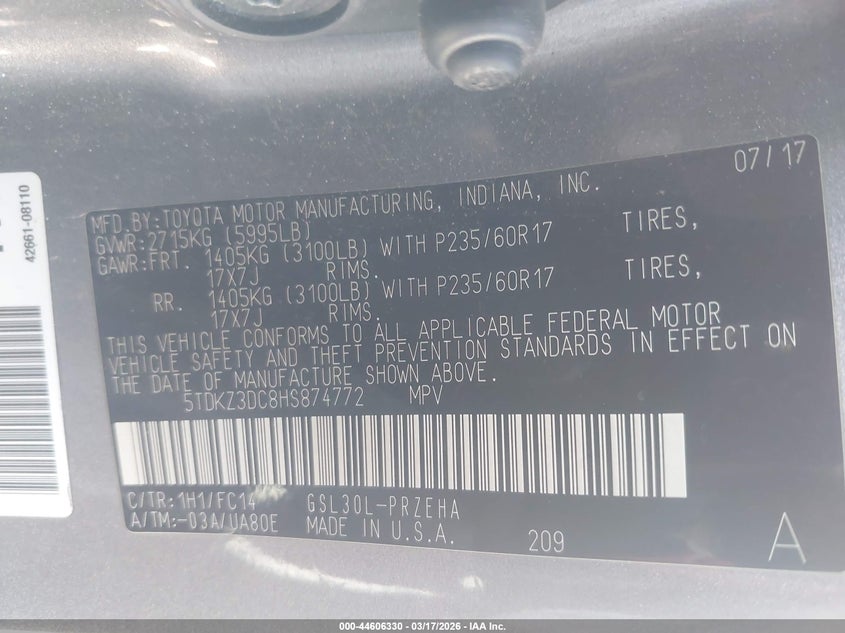 07/17
MFD.BY:TOYOTA MOTOR MANUFACTURING, INDIANA, INC.
GVWR:2715KG (5995LB)
GAWR:FRT. 1405KG (3100LB) WITH P235/60R17 TIRES,
17X7J RIMS.
RR. 1405KG (3100LB) WITH P235/60R17 TIRES,
17X7J RIMS.
THIS VEHICLE CONFORMS TO ALL APPLICABLE FEDERAL MOTOR
VEHICLE SAFETY AND THEFT PREVENTION STANDARDS IN EFFECT ON
THE DATE OF MANUFACTURE SHOWN ABOVE.
5TDKZ3DC8HS874772 MPV
C/TR:1H1/FC14 GSL30L-PRZEHA
A/TM:-03A/UA80E MADE IN U.S.A. 209 A
42661-08110
000-44606330 - 03/17/2026 - IAA Inc.